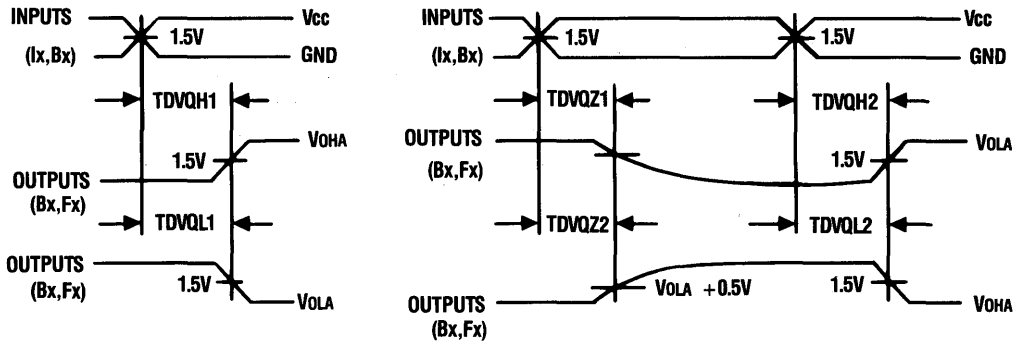 INPUTS
(Ix,Bx)
1.5V
Vcc
GND
TDVQH1
VOHA
1.5V
OUTPUTS
(Bx,Fx)
TDVQL1
OUTPUTS
(Bx,Fx)
1.5V
VOLA
INPUTS
(Ix,Bx)
1.5V
1.5V
Vcc
GND
TDVQZ1
TDVQH2
OUTPUTS
(Bx,Fx)
1.5V
VOLA
TDVQZ2
TDVQL2
OUTPUTS
(Bx,Fx)
VOLA +0.5V
1.5V
VOHA